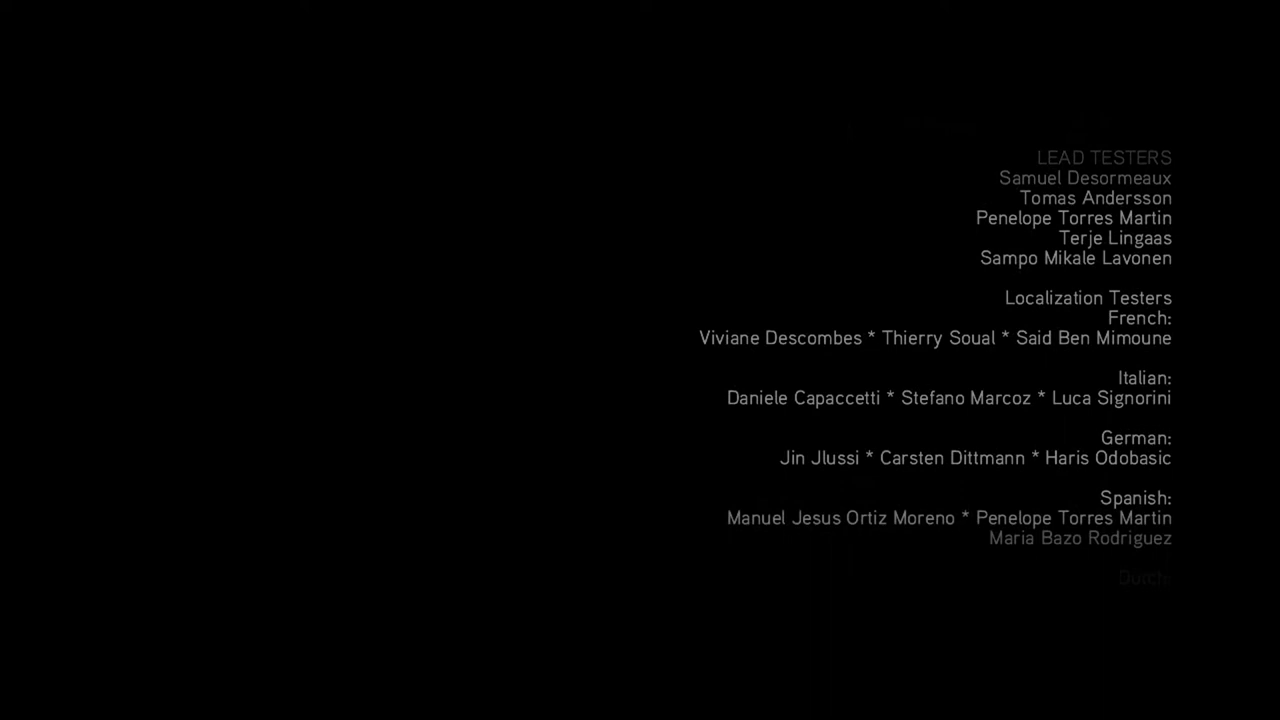 LEAD TESTERS
Samuel Desormeaux
Tomas Andersson
Penelope Torres Martin
Terje Lingaas
Sampo Mikale Lavonen
Localization Testers
French:
Viviane Descombes * Thierry Soual * Said Ben Mimoune
Italian:
Daniele Capaccetti * Stefano Marcoz * Luca Signorini
German:
Jin Jlussi * Carsten Dittmann * Haris Odobasic
Spanish:
Manuel Jesus Ortiz Moreno * Penelope Torres Martin
Maria Bazo Rodriguez